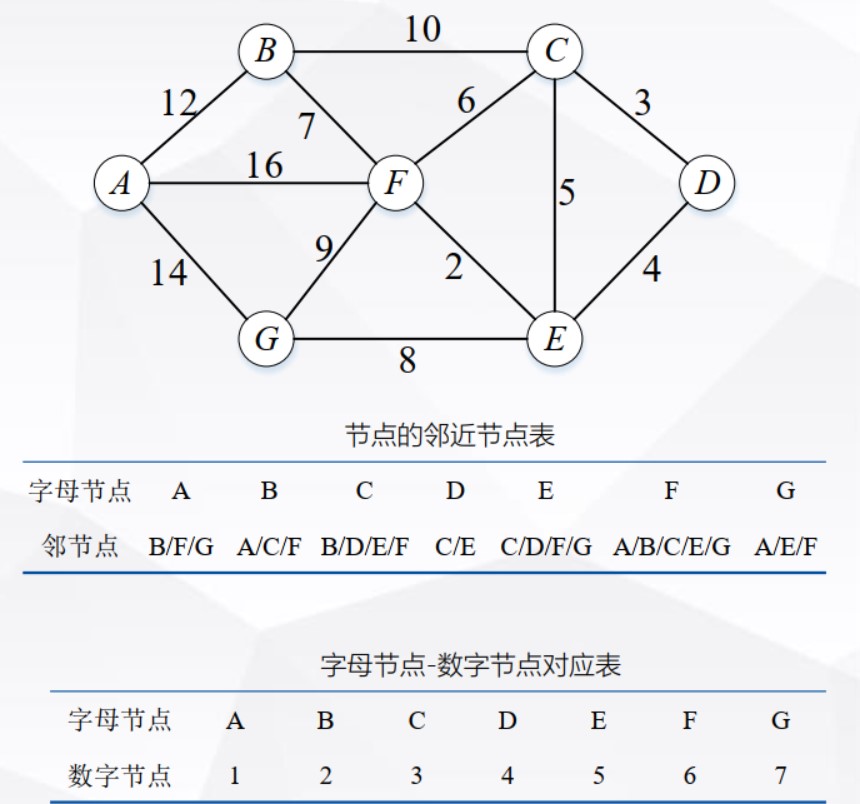 10
B C
12 6 3
7
16
A F 5 D
9
14 2 4
G E
8
节点的邻近节点表
字母节点 A B C D E F G
邻节点 B/F/G A/C/F B/D/E/F C/E C/D/F/G A/B/C/E/G A/E/F
字母节点-数字节点对应表
字母节点 A B C D E F G
数字节点 1 2 3 4 5 6 7